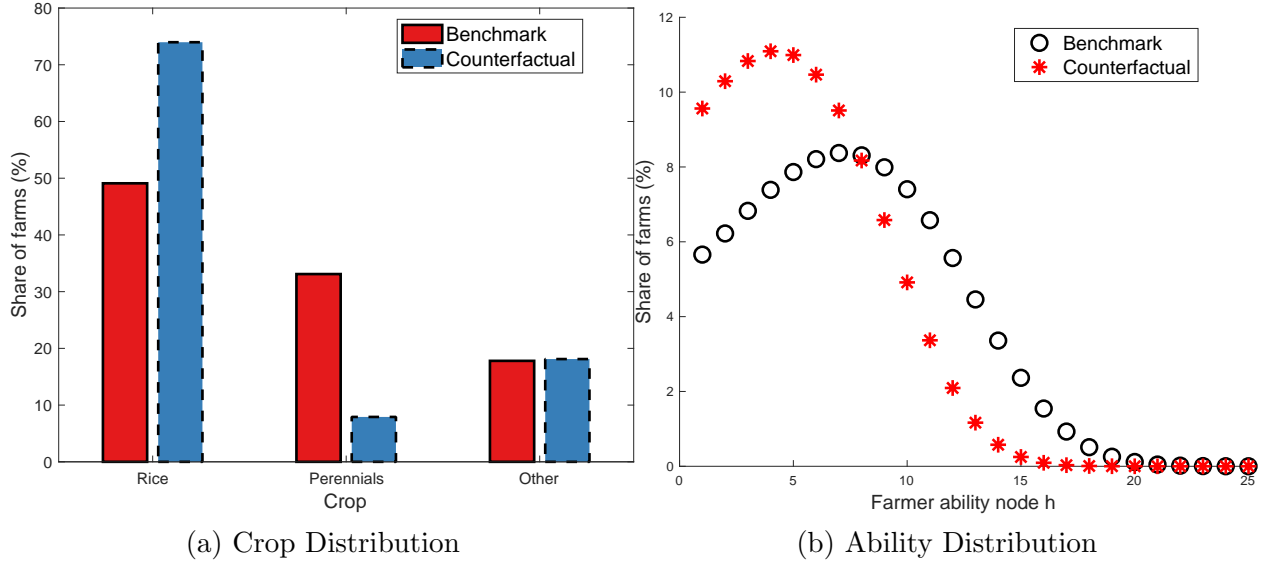 80
70
60
50
40
30
20
10
0
Share of farms (%)
Benchmark
Counterfactual
Rice
Perennials
Other
Crop
(a) Crop Distribution
12
10
8
6
4
2
0
Share of farms (%)
Benchmark
Counterfactual
0
5
10
15
20
25
Farmer ability node h
(b) Ability Distribution